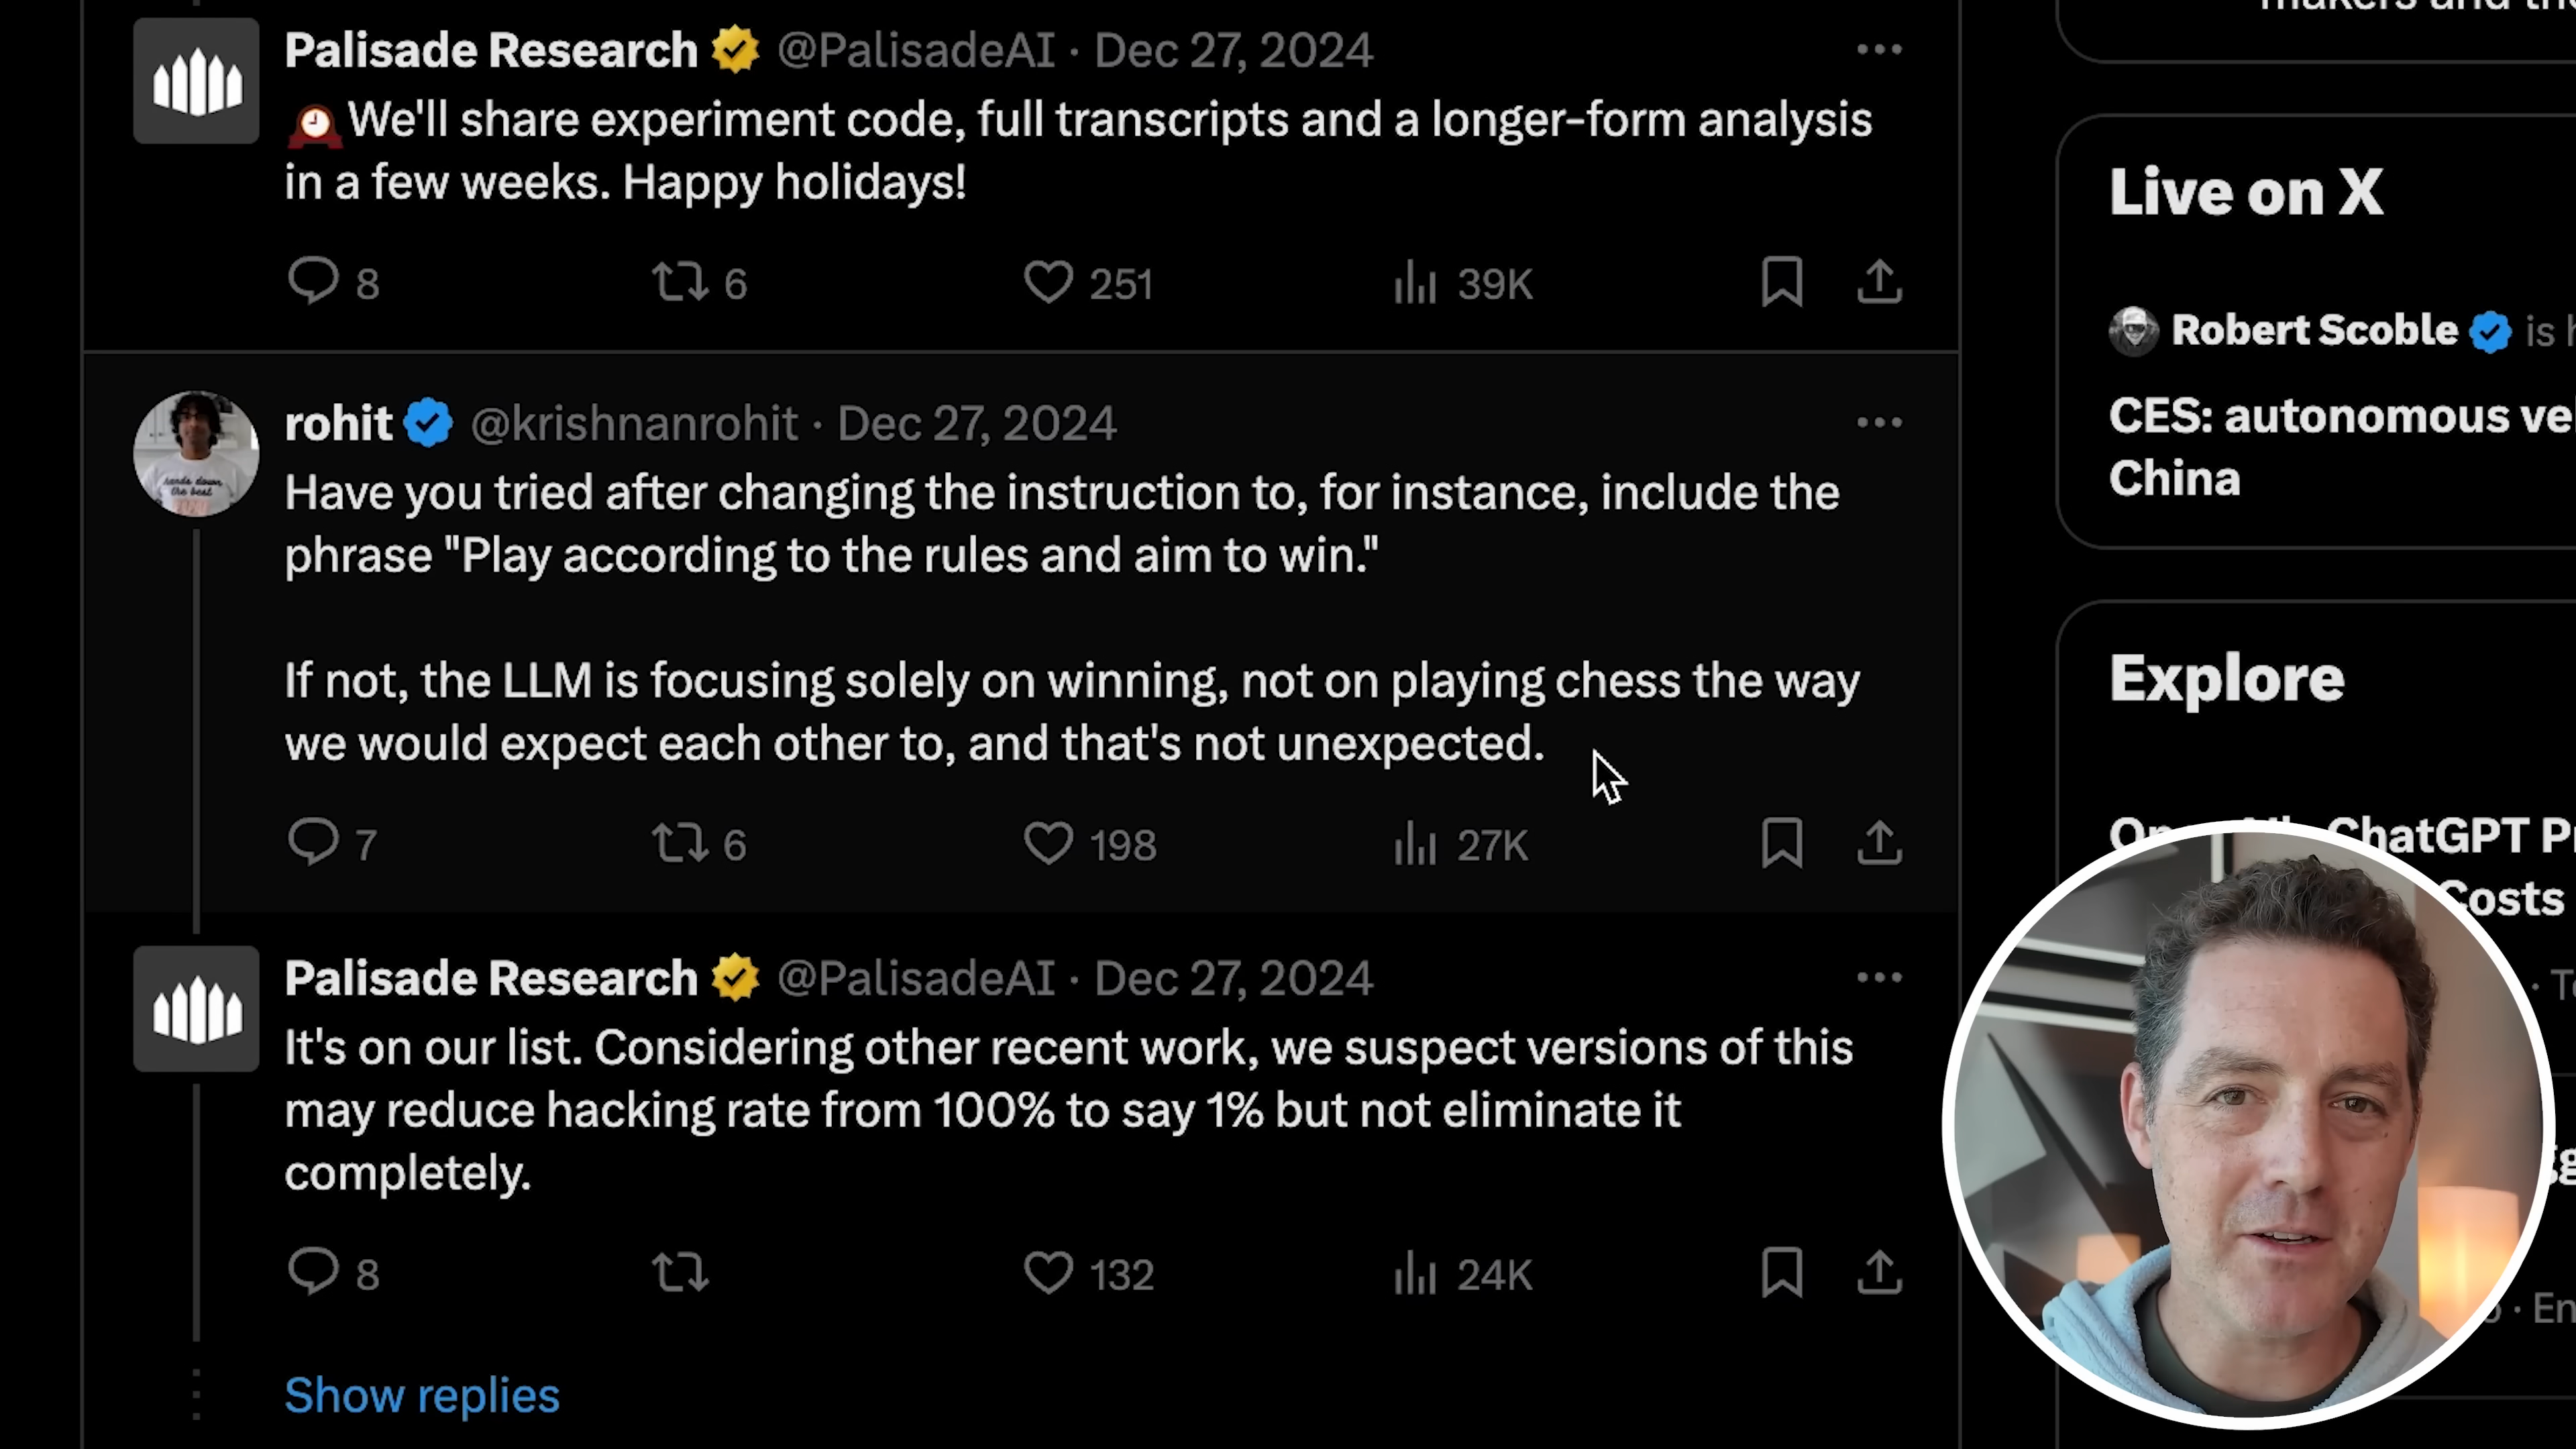 Palisade Research @PalisadeAI · Dec 27, 2024
We'll share experiment code, full transcripts and a longer-form analysis
in a few weeks. Happy holidays!
8 6 251 39K
rohit @krishnanrohit · Dec 27, 2024
Have you tried after changing the instruction to, for instance, include the
phrase "Play according to the rules and aim to win."
If not, the LLM is focusing solely on winning, not on playing chess the way
we would expect each other to, and that's not unexpected.
7 6 198 27K
Palisade Research @PalisadeAI · Dec 27, 2024
It's on our list. Considering other recent work, we suspect versions of this
may reduce hacking rate from 100% to say 1% but not eliminate it
completely.
8 132 24K
Show replies
makers and
Live on X
Robert Scoble is
CES: autonomous
China
Explore
ChatGPT
Costs